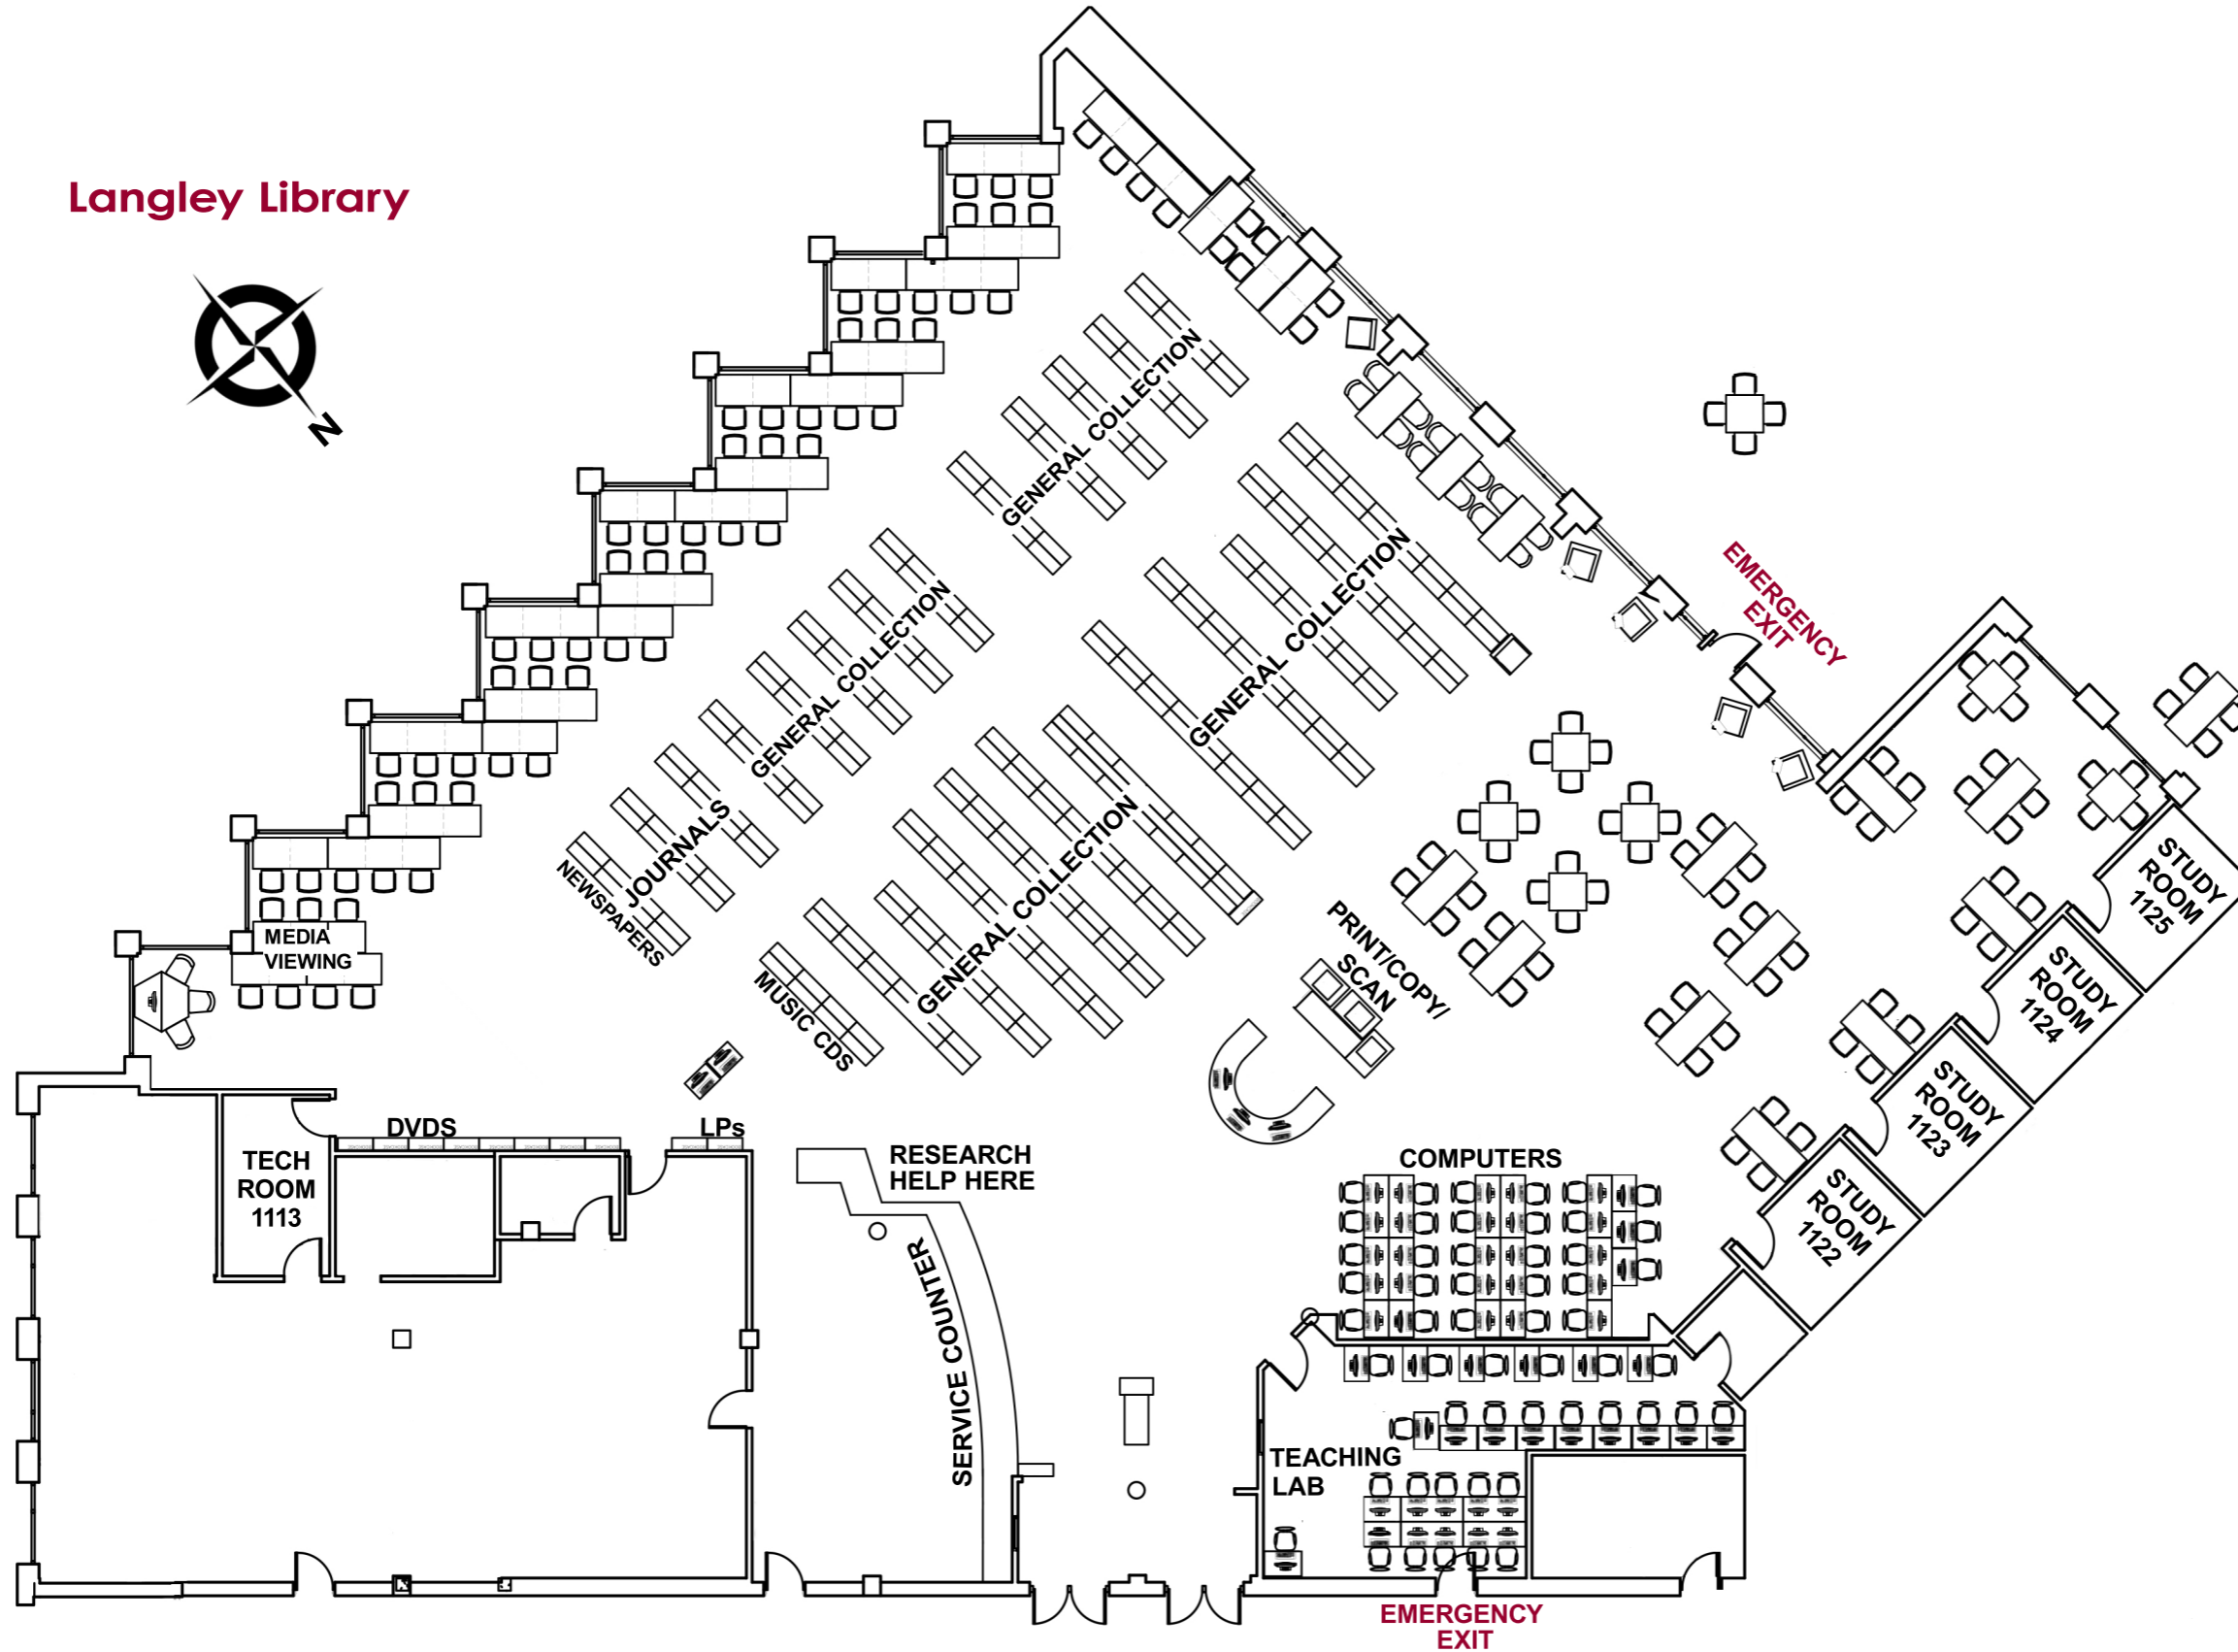 Langley Library
N
GENERAL COLLECTION
GENERAL COLLECTION
GENERAL COLLECTION
GENERAL COLLECTION
JOURNALS
NEWSPAPERS
MUSIC CDS
EMERGENCY
EXIT
PRINT/COPY/
SCAN
STUDY
ROOM
1125
STUDY
ROOM
1124
STUDY
ROOM
1123
STUDY
ROOM
1122
MEDIA
VIEWING
DVDS
LPs
TECH
ROOM
1113
RESEARCH
HELP HERE
SERVICE COUNTER
COMPUTERS
TEACHING
LAB
EMERGENCY
EXIT